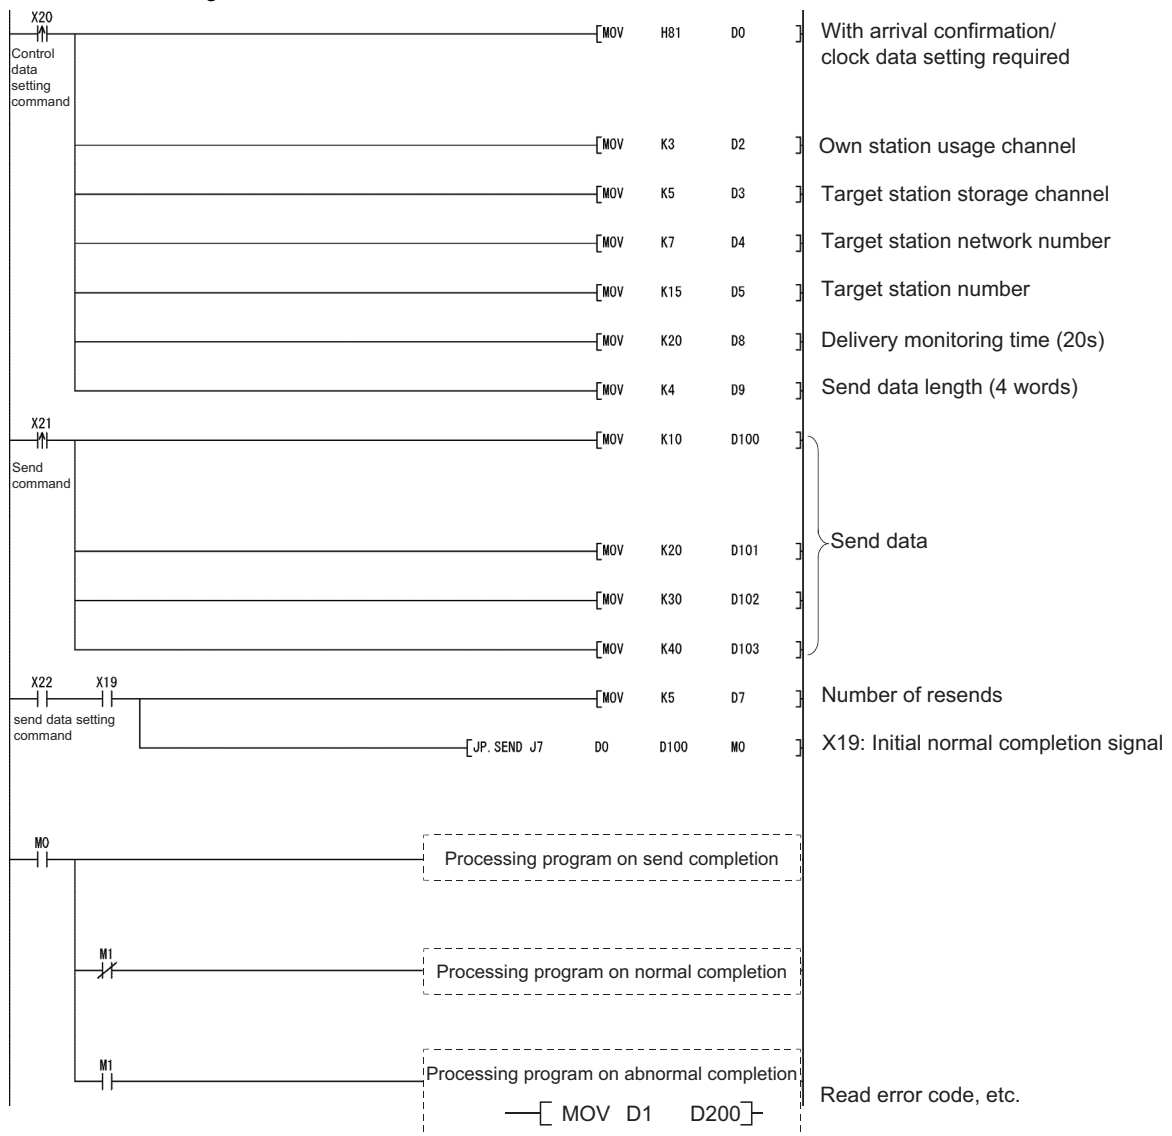 X20
Control
data
setting
command
MOV H81 D0
With arrival confirmation/
clock data setting required
MOV K3 D2
Own station usage channel
MOV K5 D3
Target station storage channel
MOV K7 D4
Target station network number
MOV K15 D5
Target station number
MOV K20 D8
Delivery monitoring time (20s)
MOV K4 D9
Send data length (4 words)
X21
Send
command
MOV K10 D100
MOV K20 D101
Send data
MOV K30 D102
MOV K40 D103
X22 X19
send data setting
command
MOV K5 D7
Number of resends
JP.SEND J7 D0 D100 M0
X19: Initial normal completion signal
M0
Processing program on send completion
M1
Processing program on normal completion
M1
Processing program on abnormal completion
MOV D1 D200
Read error code, etc.